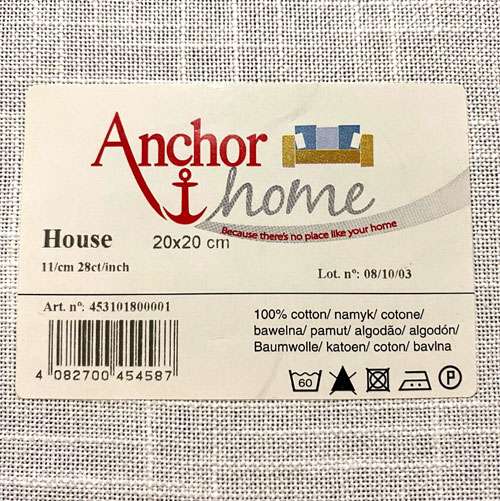 Anchor
home
Because there's no place like your home
House 20x20 cm
11/cm 28ct/inch
Lot. nº: 08/10/03
Art. nº: 453101800001
4 082700 454587
100% cotton/ namyk/ cotone/
bawelna/ pamut/ algodão/ algodón/
Baumwolle/ katoen/ coton/ bavlna
60 P